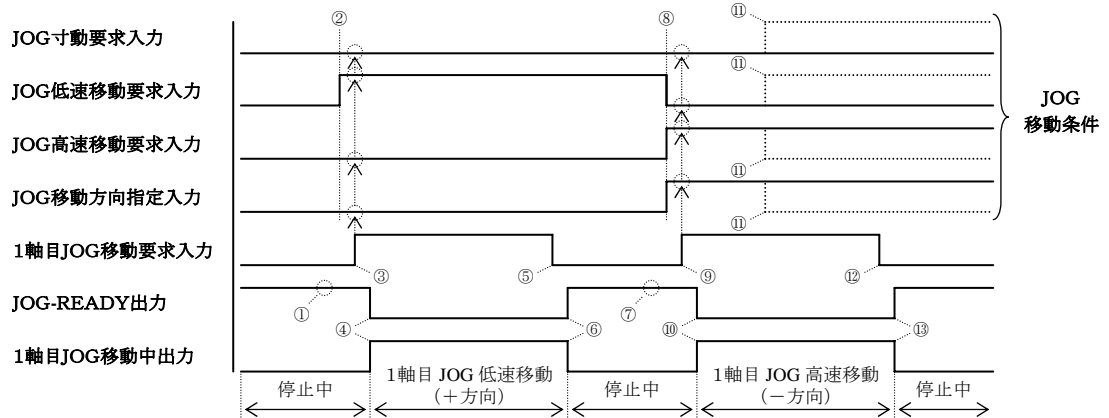 ② ⑧ ⑪
JOG寸動要求入力
⑪
JOG低速移動要求入力
JOG
移動条件
JOG高速移動要求入力
⑪
JOG移動方向指定入力
⑪
1軸目JOG移動要求入力
③ ⑤ ⑨ ⑫
JOG-READY出力
① ⑦
④ ⑥ ⑩ ⑬
1軸目JOG移動中出力
停止中 1軸目 JOG 低速移動 停止中 1軸目 JOG 高速移動 停止中
(+方向) (-方向)